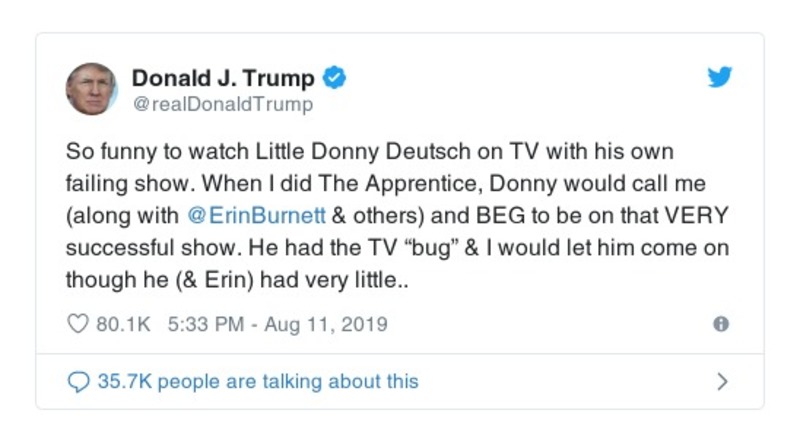 Donald J. Trump
@realDonaldTrump
So funny to watch Little Donny Deutsch on TV with his own
failing show. When I did The Apprentice, Donny would call me
(along with @ErinBurnett & others) and BEG to be on that VERY
successful show. He had the TV “bug” & I would let him come on
though he (& Erin) had very little..
80.1K 5:33 PM - Aug 11, 2019
35.7K people are talking about this